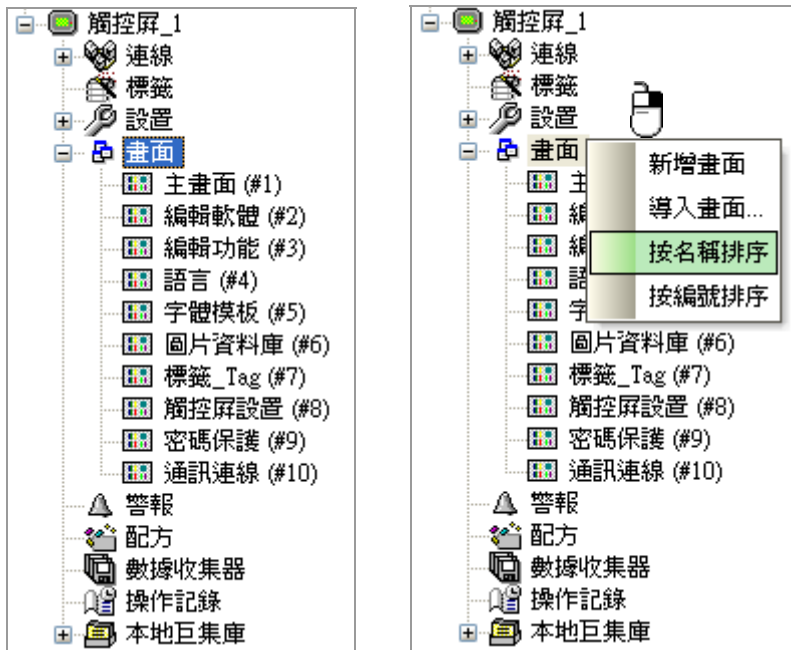 觸控屏_1
連線
標籤
設置
畫面
主畫面 (#1)
編輯軟體 (#2)
編輯功能 (#3)
語言 (#4)
字體模板 (#5)
圖片資料庫 (#6)
標籤_Tag (#7)
觸控屏設置 (#8)
密碼保護 (#9)
通訊連線 (#10)
警報
配方
數據收集器
操作記錄
本地巨集庫
觸控屏_1
連線
標籤
設置
畫面
新增畫面
導入畫面...
按名稱排序
按編號排序
主
編
編
語
字
圖片資料庫 (#6)
標籤_Tag (#7)
觸控屏設置 (#8)
密碼保護 (#9)
通訊連線 (#10)
警報
配方
數據收集器
操作記錄
本地巨集庫